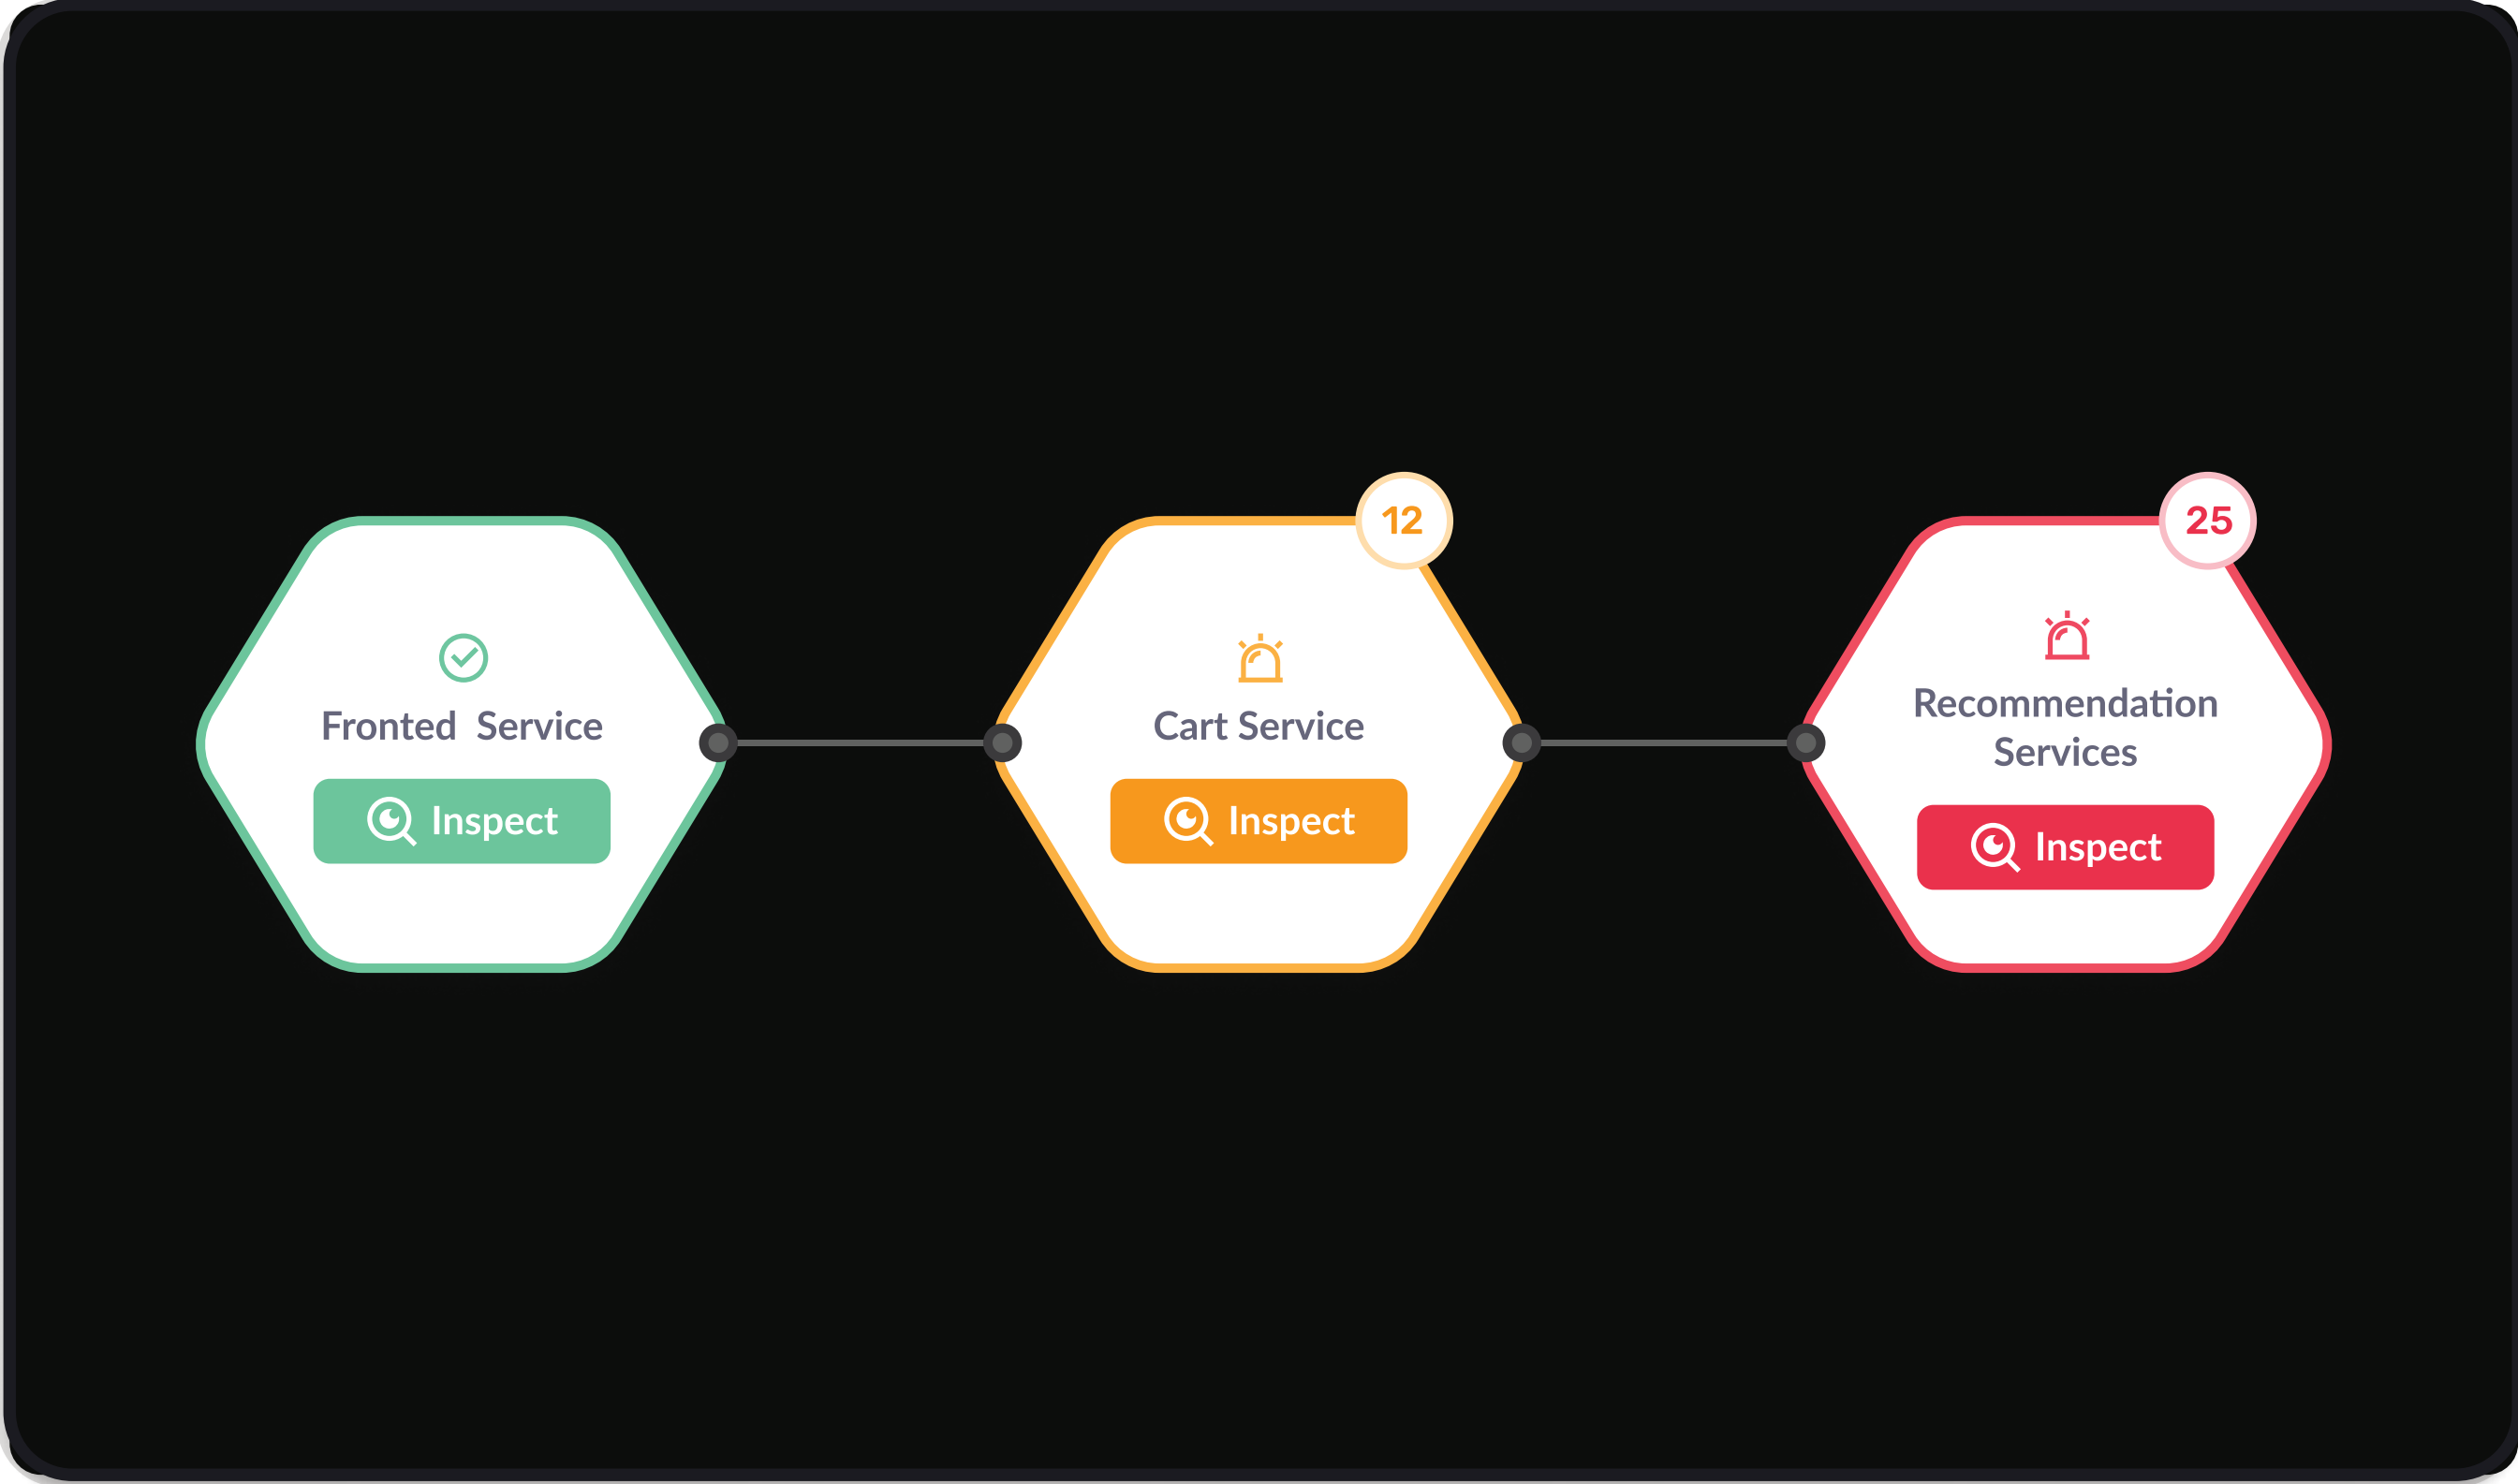 12
25
Fronted Service
Inspect
Cart Service
Inspect
Recommendation
Services
Inspect